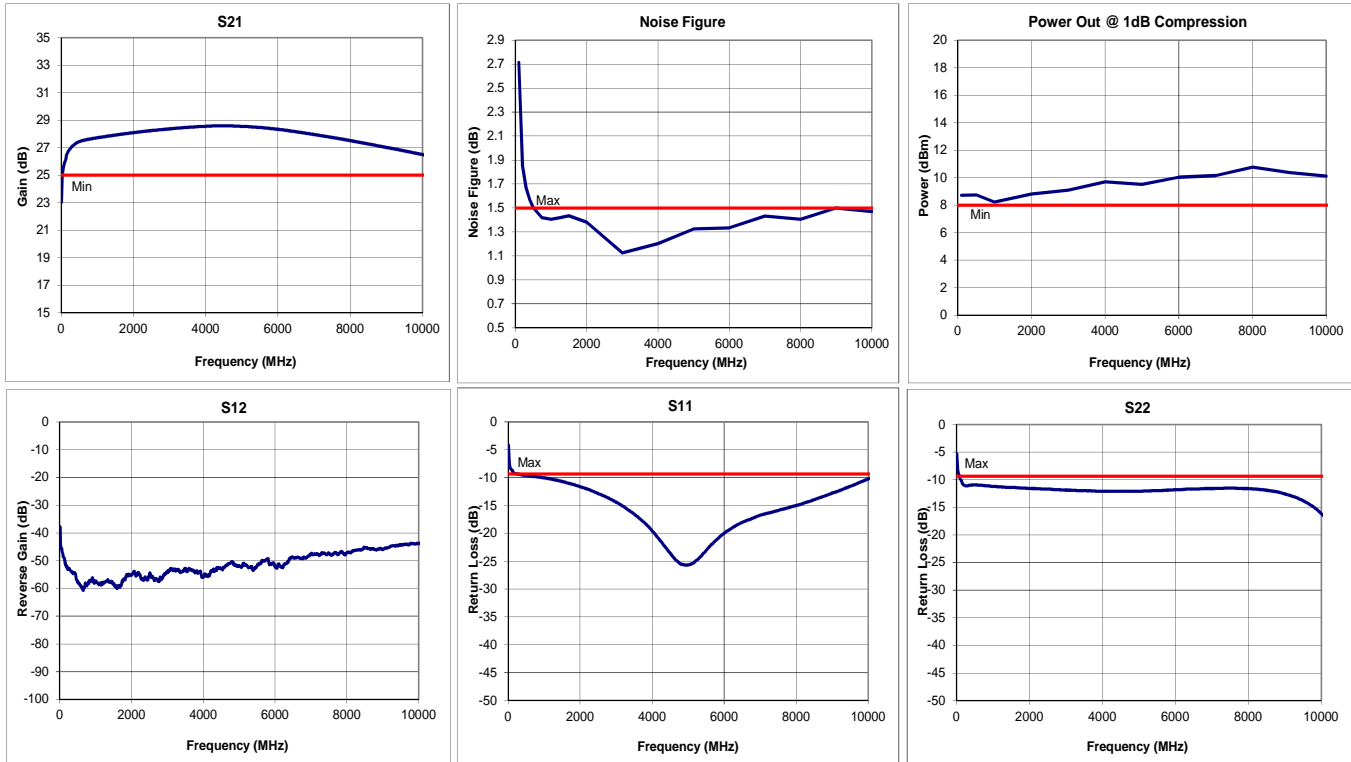 S21
Gain (dB)
35
33
31
29
27
25
23
21
19
17
15
Min
0 2000 4000 6000 8000 10000
Frequency (MHz)
Noise Figure
Noise Figure (dB)
2.9
2.7
2.5
2.3
2.1
1.9
1.7
1.5
1.3
1.1
0.9
0.7
0.5
Max
0 2000 4000 6000 8000 10000
Frequency (MHz)
Power Out @ 1dB Compression
Power (dBm)
20
18
16
14
12
10
8
6
4
2
0
Min
0 2000 4000 6000 8000 10000
Frequency (MHz)
S12
Reverse Gain (dB)
0
-10
-20
-30
-40
-50
-60
-70
-80
-90
-100
0 2000 4000 6000 8000 10000
Frequency (MHz)
S11
Return Loss (dB)
0
-5
-10
-15
-20
-25
-30
-35
-40
-45
-50
Max
0 2000 4000 6000 8000 10000
Frequency (MHz)
S22
Return Loss (dB)
0
-5
-10
-15
-20
-25
-30
-35
-40
-45
-50
Max
0 2000 4000 6000 8000 10000
Frequency (MHz)